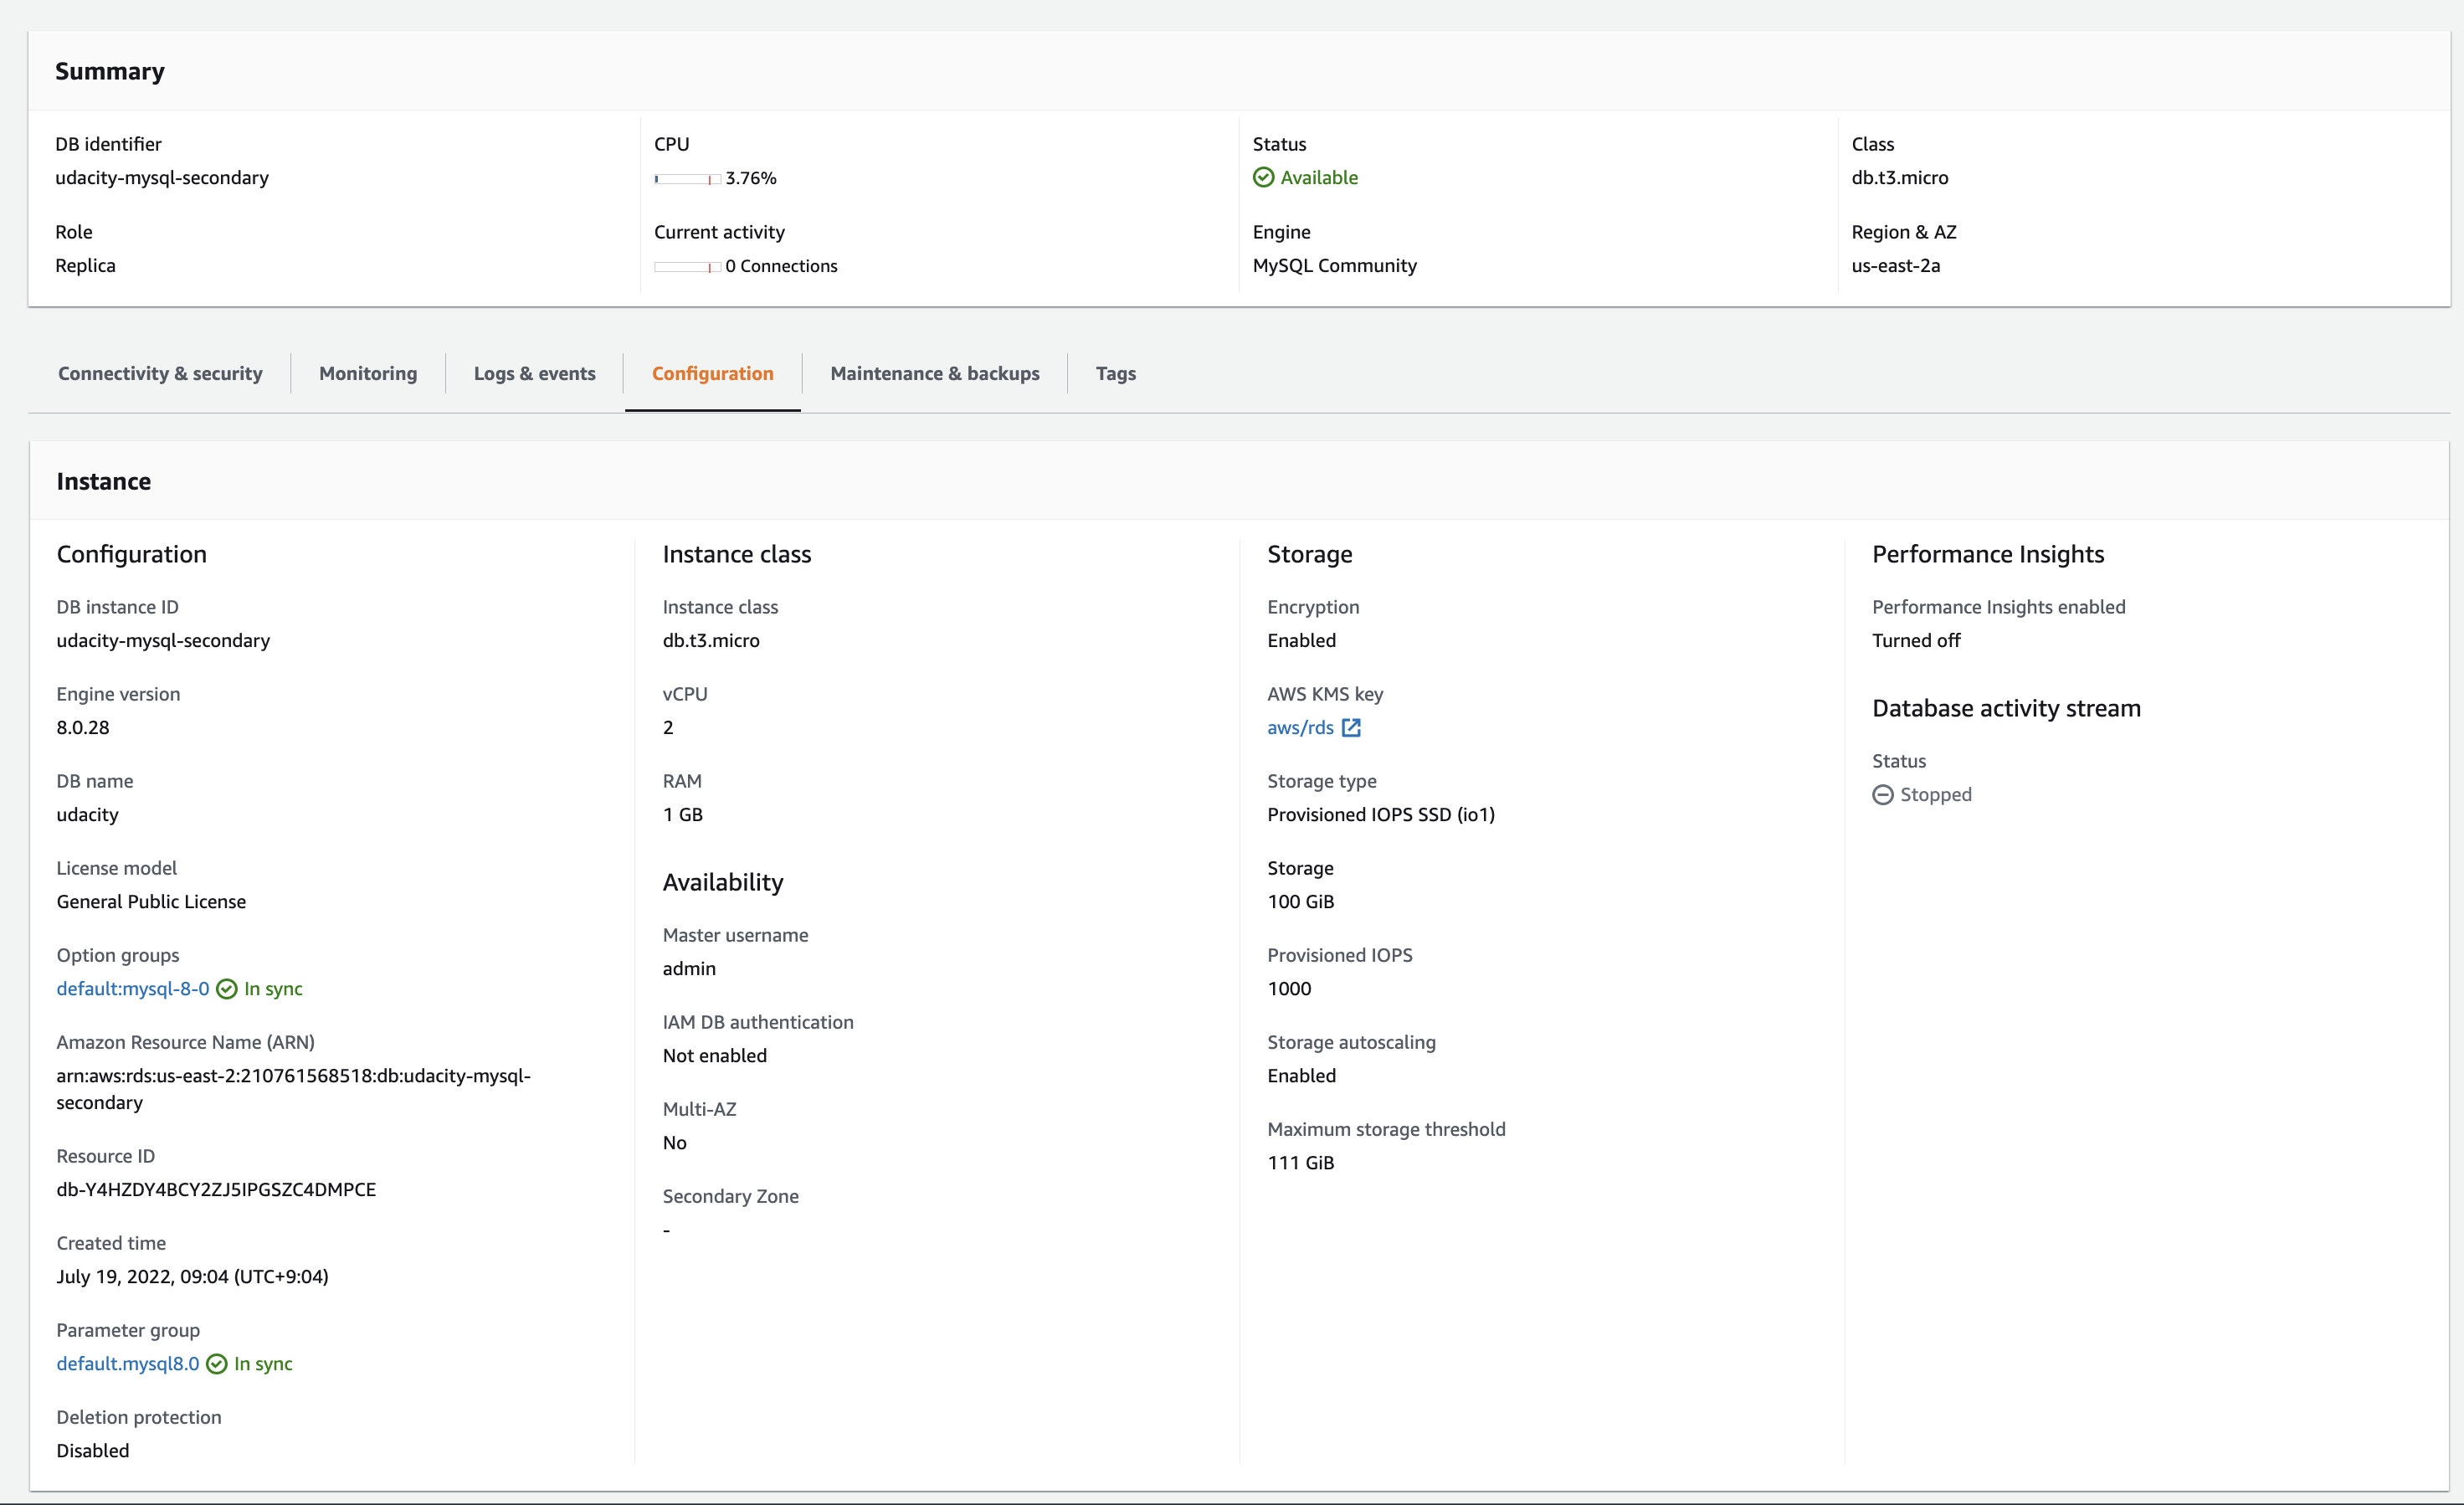 Summary
DB identifier
udacity-mysql-secondary
Role
Replica
CPU
3.76%
Current activity
0 Connections
Status
Available
Engine
MySQL Community
Class
db.t3.micro
Region & AZ
us-east-2a
Connectivity & security
Monitoring
Logs & events
Configuration
Maintenance & backups
Tags
Instance
Configuration
DB instance ID
udacity-mysql-secondary
Engine version
8.0.28
DB name
udacity
License model
General Public License
Option groups
default:mysql-8-0 In sync
Amazon Resource Name (ARN)
arn:aws:rds:us-east-2:210761568518:db:udacity-mysql-
secondary
Resource ID
db-Y4HZDY4BCY2ZJ5IPGSZC4DMPCE
Created time
July 19, 2022, 09:04 (UTC+9:04)
Parameter group
default.mysql8.0 In sync
Deletion protection
Disabled
Instance class
Instance class
db.t3.micro
vCPU
2
RAM
1 GB
Availability
Master username
admin
IAM DB authentication
Not enabled
Multi-AZ
No
Secondary Zone
-
Storage
Encryption
Enabled
AWS KMS key
aws/rds
Storage type
Provisioned IOPS SSD (io1)
Storage
100 GiB
Provisioned IOPS
1000
Storage autoscaling
Enabled
Maximum storage threshold
111 GiB
Performance Insights
Performance Insights enabled
Turned off
Database activity stream
Status
Stopped